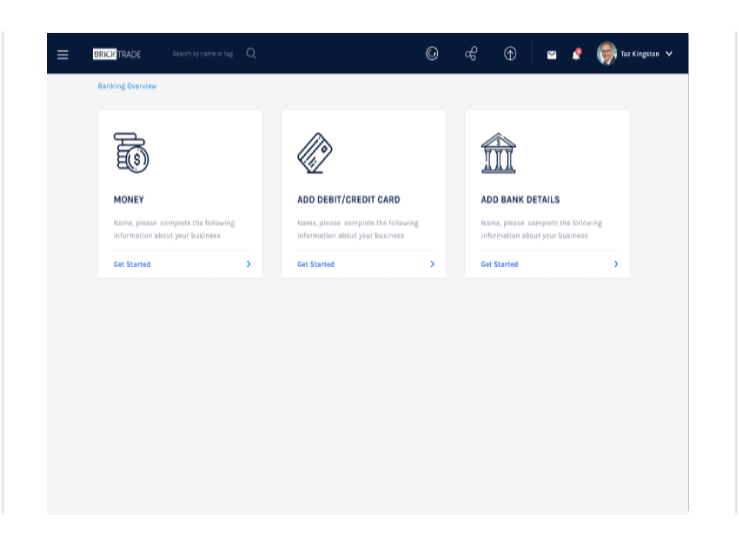 BRICKTRADE
Search by name or tag
Taz Kingston
Banking Overview
MONEY
Name, please complete the following
information about your business
Get Started
ADD DEBIT/CREDIT CARD
Name, please complete the following
information about your business
Get Started
ADD BANK DETAILS
Name, please complete the following
information about your business
Get Started